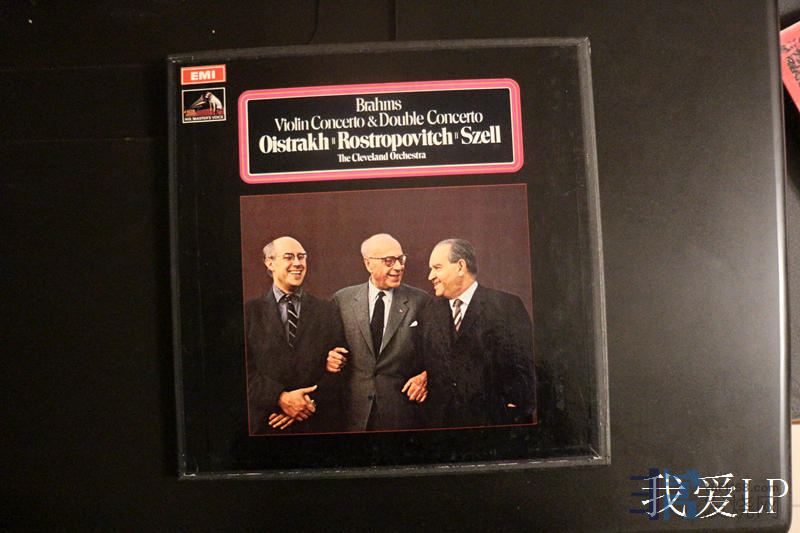 EMI
HIS MASTER'S VOICE
Brahms
Violin Concerto & Double Concerto
Oistrakh Rostropovitch Szell
The Cleveland Orchestra
我爱LP